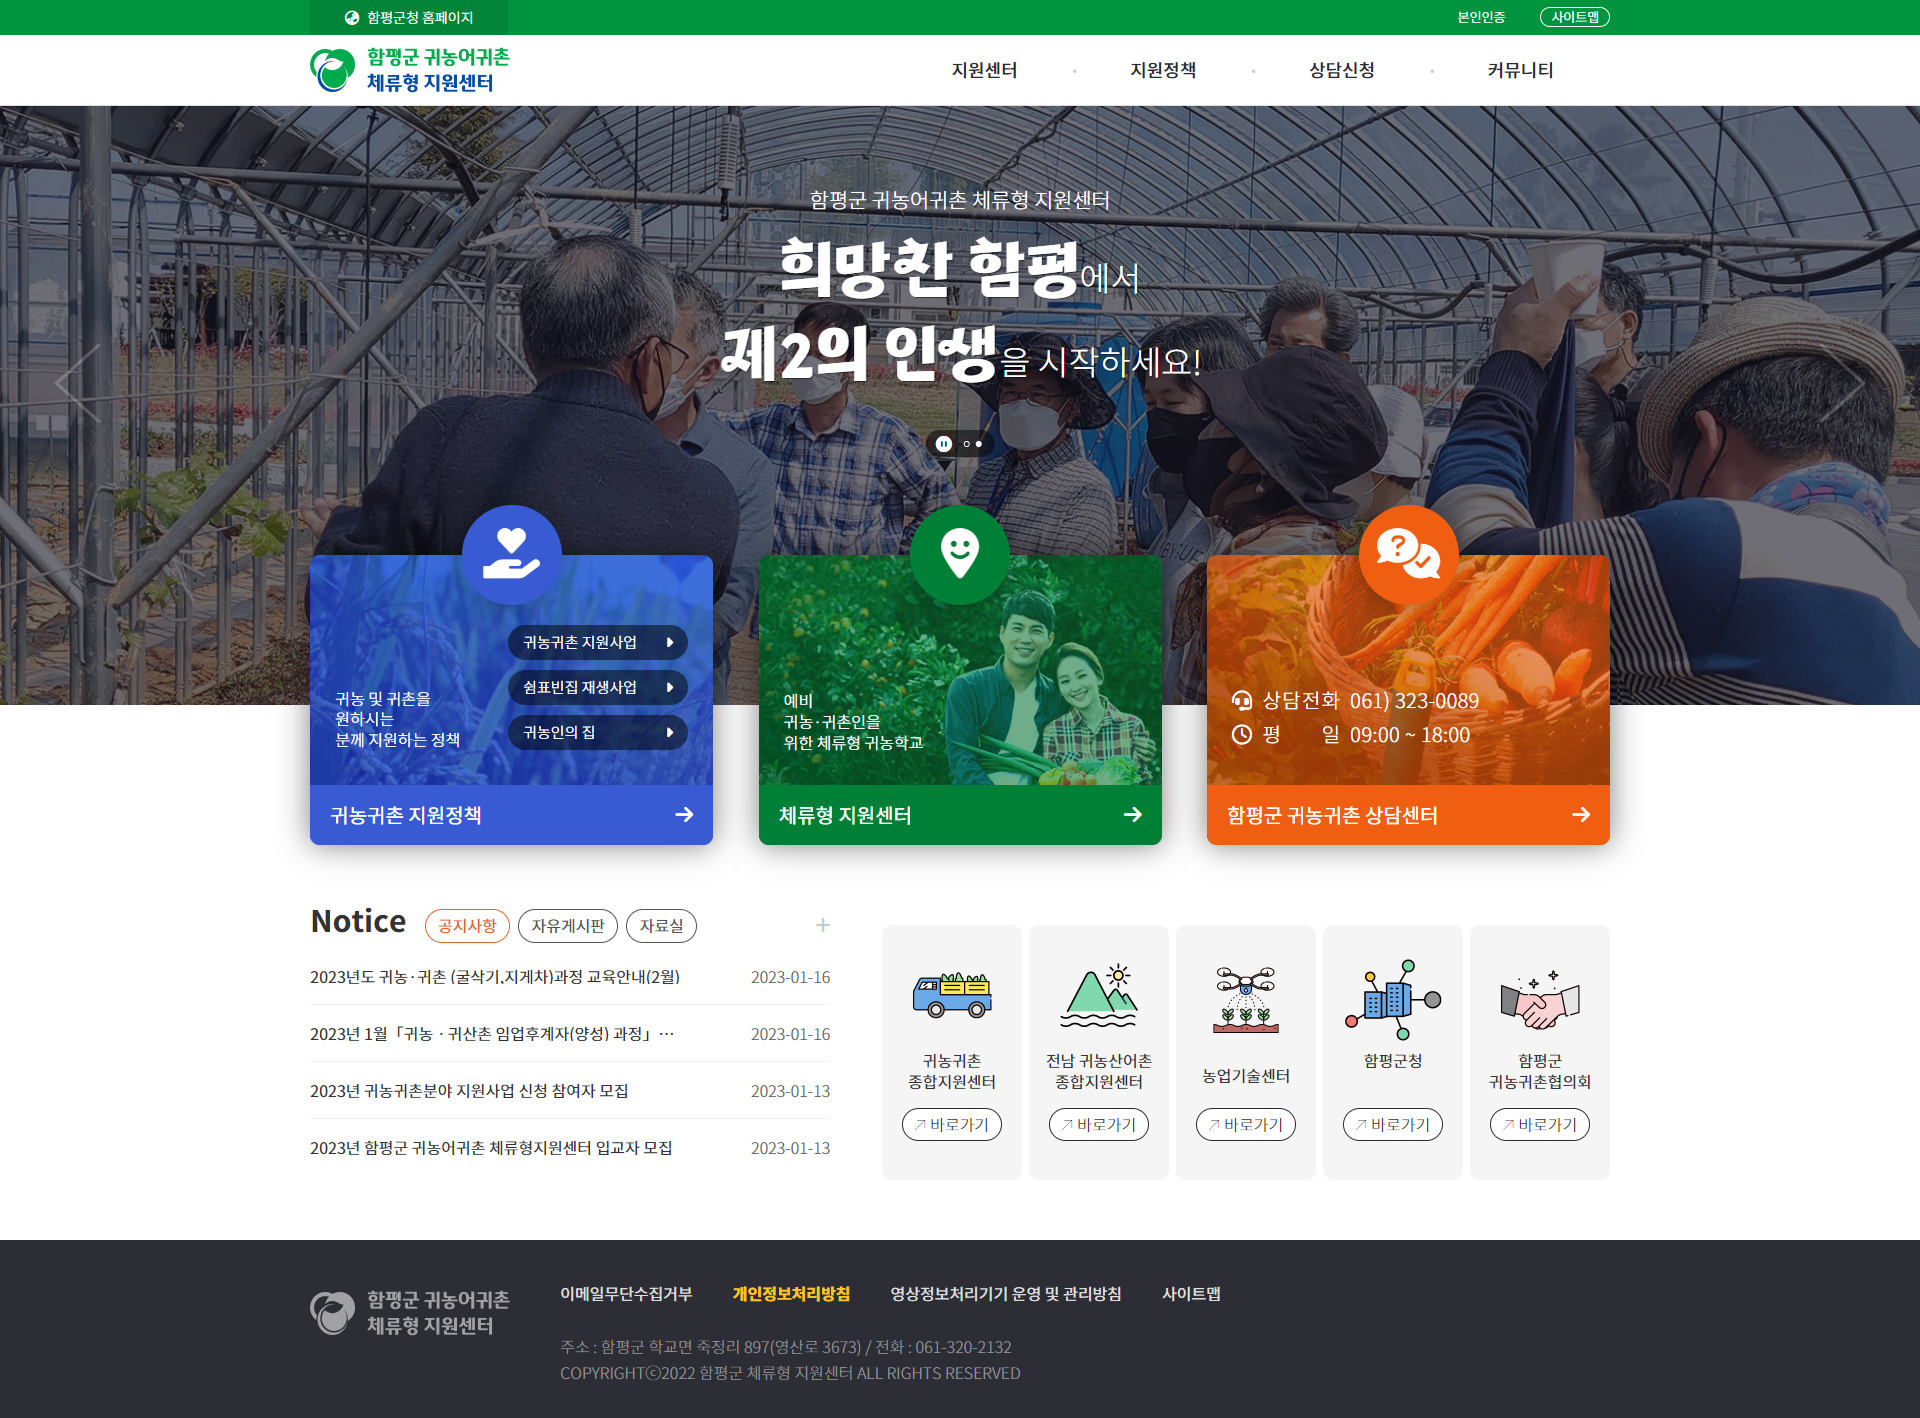 함평군청 홈페이지
본인인증
사이트맵
함평군 귀농어귀촌
체류형 지원센터
지원센터
지원정책
상담신청
커뮤니티
함평군 귀농어귀촌 체류형 지원센터
희망찬 함평에서
제2의 인생을 시작하세요!
귀농 및 귀촌을
원하시는
분께 지원하는 정책
귀농귀촌 지원사업
쉼표빈집 재생사업
귀농인의 집
귀농귀촌 지원정책
예비
귀농·귀촌인을
위한 체류형 귀농학교
체류형 지원센터
상담전화 061) 323-0089
평 일 09:00 ~ 18:00
함평군 귀농귀촌 상담센터
Notice
공지사항
자유게시판
자료실
2023년도 귀농·귀촌 (굴삭기,지게차)과정 교육안내(2월) 2023-01-16
2023년 1월「귀농ㆍ귀산촌 임업후계자(양성) 과정」… 2023-01-16
2023년 귀농귀촌분야 지원사업 신청 참여자 모집 2023-01-13
2023년 함평군 귀농어귀촌 체류형지원센터 입교자 모집 2023-01-13
귀농귀촌
종합지원센터
바로가기
전남 귀농산어촌
종합지원센터
바로가기
농업기술센터
바로가기
함평군청
바로가기
함평군
귀농귀촌협의회
바로가기
함평군 귀농어귀촌
체류형 지원센터
이메일무단수집거부
개인정보처리방침
영상정보처리기기 운영 및 관리방침
사이트맵
주소 : 함평군 학교면 죽정리 897(영산로 3673) / 전화 : 061-320-2132
COPYRIGHTⓒ2022 함평군 체류형 지원센터 ALL RIGHTS RESERVED